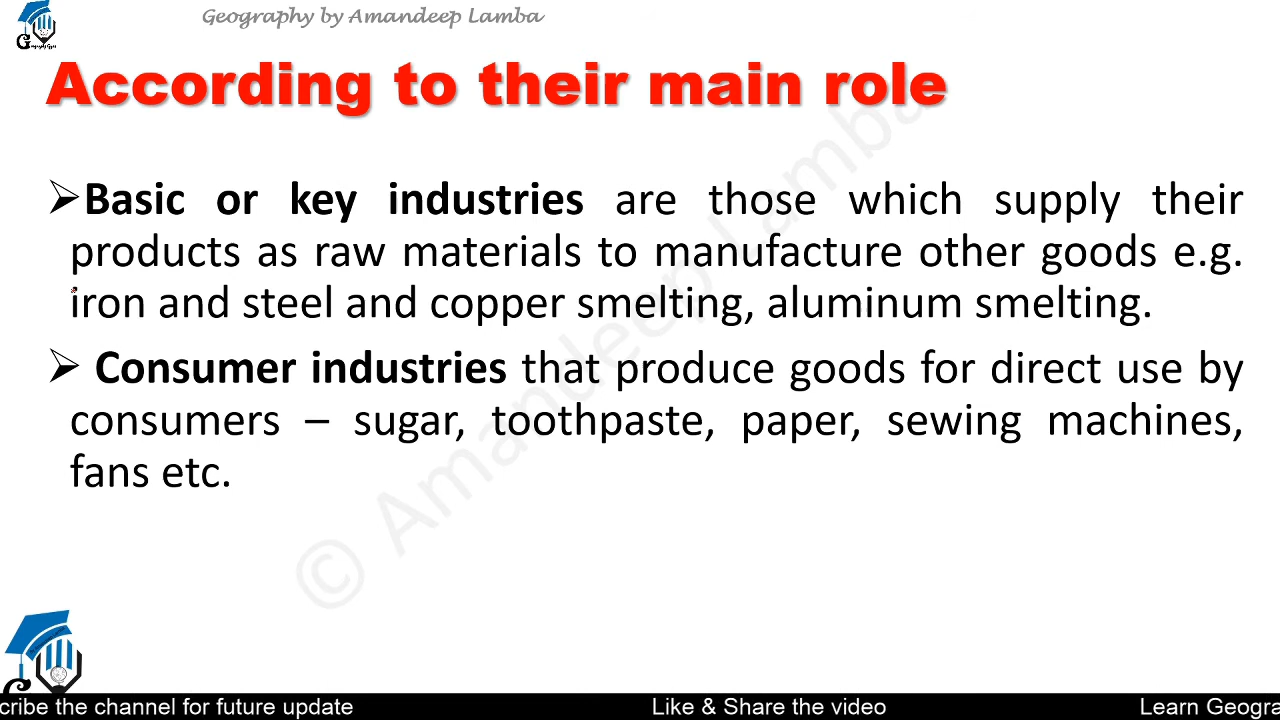 Geography by Amandeep Lamba
According to their main role
➢Basic or key industries are those which supply their
products as raw materials to manufacture other goods e.g.
iron and steel and copper smelting, aluminum smelting.
➢ Consumer industries that produce goods for direct use by
consumers – sugar, toothpaste, paper, sewing machines,
fans etc.
© Amandeep Lamba
cribe the channel for future update Like & Share the video Learn Geogra